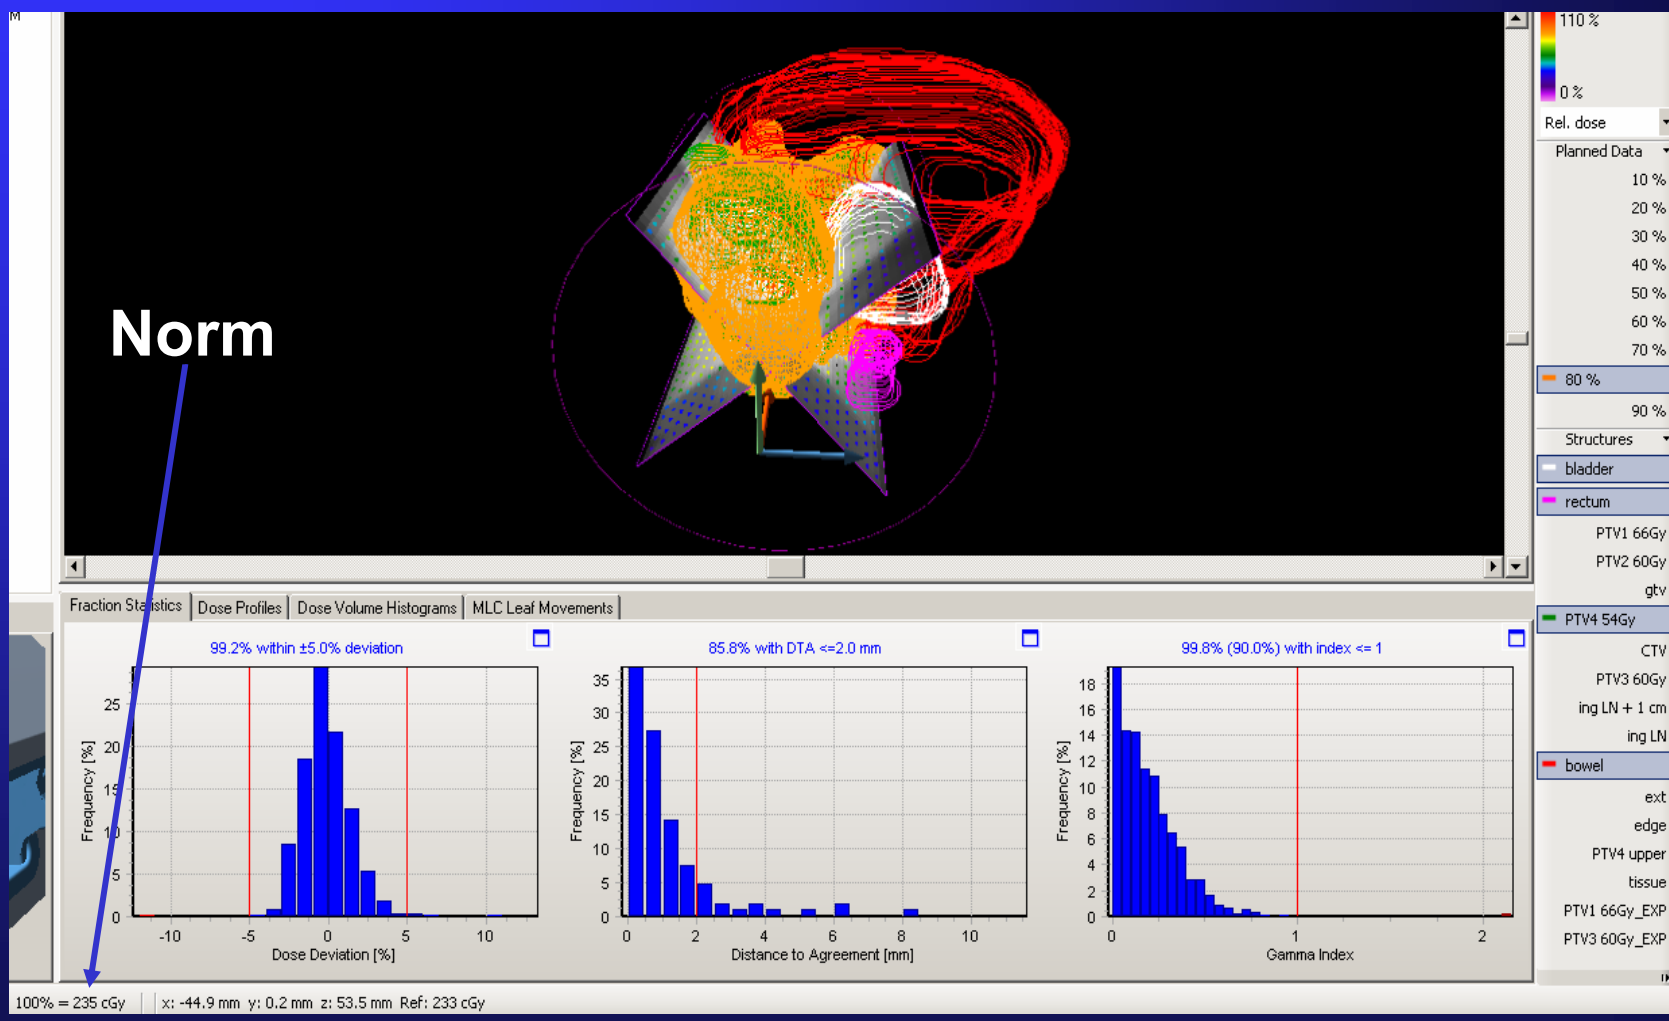 M
110 %
0 %
Rel. dose
Planned Data
10 %
20 %
30 %
40 %
50 %
60 %
70 %
80 %
90 %
Structures
bladder
rectum
PTV1 66Gy
PTV2 60Gy
gtv
PTV4 54Gy
CTV
PTV3 60Gy
ing LN + 1 cm
ing LN
bowel
ext
edge
PTV4 upper
tissue
PTV1 66Gy_EXP
PTV3 60Gy_EXP
Norm
Fraction Statistics Dose Profiles Dose Volume Histograms MLC Leaf Movements
99.2% within ±5.0% deviation
Frequency [%]
25
20
15
10
5
0
-10 -5 0 5 10
Dose Deviation [%]
85.8% with DTA <=2.0 mm
Frequency [%]
35
30
25
20
15
10
5
0
0 2 4 6 8 10
Distance to Agreement [mm]
99.8% (90.0%) with index <= 1
Frequency [%]
18
16
14
12
10
8
6
4
2
0
0 1 2
Gamma Index
100% = 235 cGy x: -44.9 mm y: 0.2 mm z: 53.5 mm Ref: 233 cGy